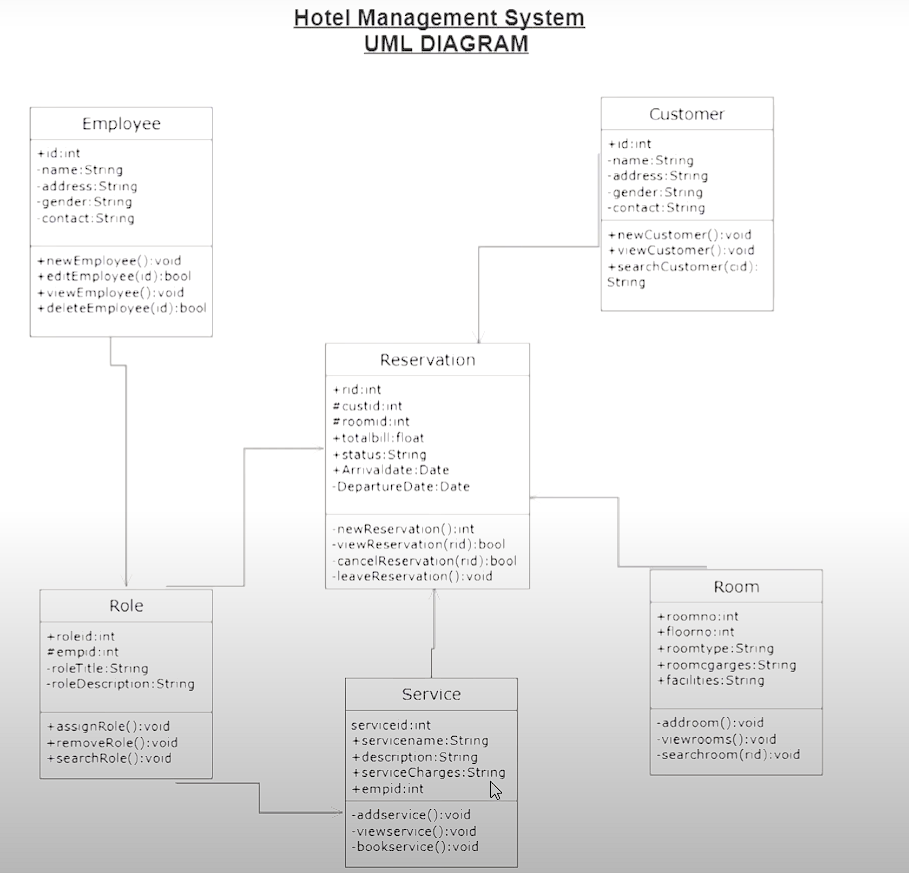 Hotel Management System
UML DIAGRAM
Employee
+id:int
-name:String
-address:String
-gender:String
-contact:String
+newEmployee():void
+editEmployee(id):bool
+viewEmployee():void
+deleteEmployee(id):bool
Customer
+id:int
-name:String
-address:String
-gender:String
-contact:String
+newCustomer():void
+viewCustomer():void
+searchCustomer(cid):
String
Reservation
+rid:int
#custid:int
#roomid:int
+totalbill:float
+status:String
+Arrivaldate:Date
-DepartureDate:Date
-newReservation():int
-viewReservation(rid):bool
-cancelReservation(rid):bool
-leaveReservation():void
Role
+roleid:int
#empid:int
-roleTitle:String
-roleDescription:String
+assignRole():void
+removeRole():void
+searchRole():void
Service
serviceid:int
+servicename:String
+description:String
+serviceCharges:String
+empid:int
-addservice():void
-viewservice():void
-bookservice():void
Room
+roomno:int
+floorno:int
+roomtype:String
+roomcgarges:String
+facilities:String
-addroom():void
-viewrooms():void
-searchroom(rid):void